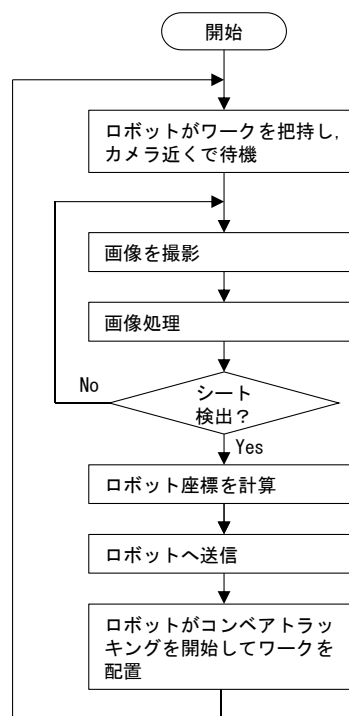 開始
ロボットがワークを把持し,
カメラ近くで待機
画像を撮影
画像処理
シート
検出？
No
Yes
ロボット座標を計算
ロボットへ送信
ロボットがコンベアトラッ
キングを開始してワークを
配置